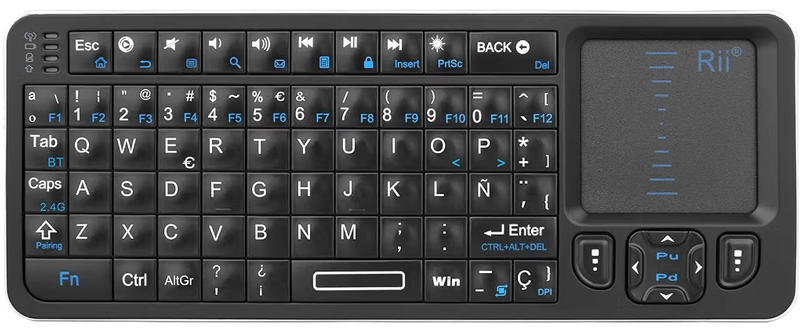 Esc BACK Del
Insert PrtSc
Rii®
a \ ! ¦ " @ · # $ ~ % € & / ( ) = ^ [
o F1 1 F2 2 F3 3 F4 4 F5 5 F6 6 F7 7 F8 8 F9 9 F10 0 F11 ` F12
Tab BT Q W E € R T Y U I O < P > * + ]
Caps 2.4G A S D F G H J K L Ñ ¨ ´ {
Pairing Z X C V B N M ; , : . Enter
CTRL+ALT+DEL
Fn Ctrl AltGr ? ' ¿ ¡ Win _ - Ç } DPI
Pu
Pd